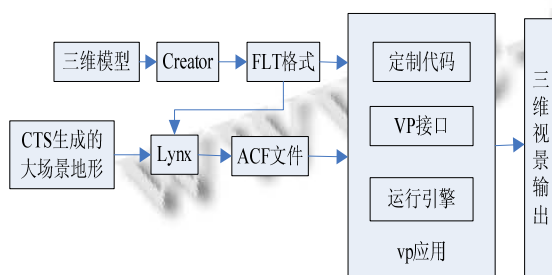 三维模型
Creator
FLT格式
CTS生成的
大场景地形
Lynx
ACF文件
定制代码
VP接口
运行引擎
vp应用
三
维
视
景
输
出